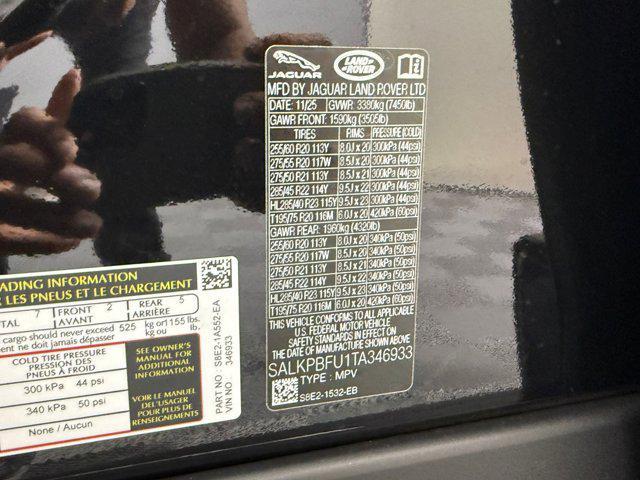 JAGUAR LAND ROVER
MFD BY JAGUAR LAND ROVER LTD
DATE: 11/25 GVWR: 3380kg (7450lb)
GAWR FRONT: 1590kg (3505lb)
TIRES RIMS PRESSURE (COLD)
255/60 R20 113Y 8.0J x 20 300kPa (44psi)
275/55 R20 117W 8.5J x 20 300kPa (44psi)
275/50 R21 113Y 8.5J x 21 300kPa (44psi)
285/45 R22 114Y 9.5J x 22 300kPa (44psi)
HL285/40 R23 115Y 9.5J x 23 300kPa (44psi)
T195/75 R20 116M 6.0J x 20 420kPa (60psi)
GAWR REAR: 1960kg (4320lb)
255/60 R20 113Y 8.0J x 20 340kPa (50psi)
275/55 R20 117W 8.5J x 20 340kPa (50psi)
275/50 R21 113Y 8.5J x 21 340kPa (50psi)
285/45 R22 114Y 9.5J x 22 340kPa (50psi)
HL285/40 R23 115Y 9.5J x 23 340kPa (50psi)
T195/75 R20 116M 6.0J x 20 420kPa (60psi)
THIS VEHICLE CONFORMS TO ALL APPLICABLE
U.S. FEDERAL MOTOR VEHICLE
SAFETY STANDARDS IN EFFECT ON
THE DATE OF MANUFACTURE SHOWN ABOVE
SALKPBFU1TA346933
TYPE : MPV
S8E2-1532-EB
ADING INFORMATION
R LES PNEUS ET LE CHARGEMENT
TAL 7 FRONT 2 REAR 5
AVANT ARRIÈRE
cargo should never exceed 525 kg or 1155 lbs.
ent ne doit jamais dépasser kg ou lb.
COLD TIRE PRESSURE
PRESSION DES
PNEUS À FROID
300 kPa 44 psi
340 kPa 50 psi
None / Aucun
SEE OWNER'S
MANUAL FOR
ADDITIONAL
INFORMATION
VOIR LE MANUEL
DE L'USAGER
POUR PLUS DE
RENSEIGNEMENTS
PART NO : S8E2-1A552-EA
VIN NO : 346933